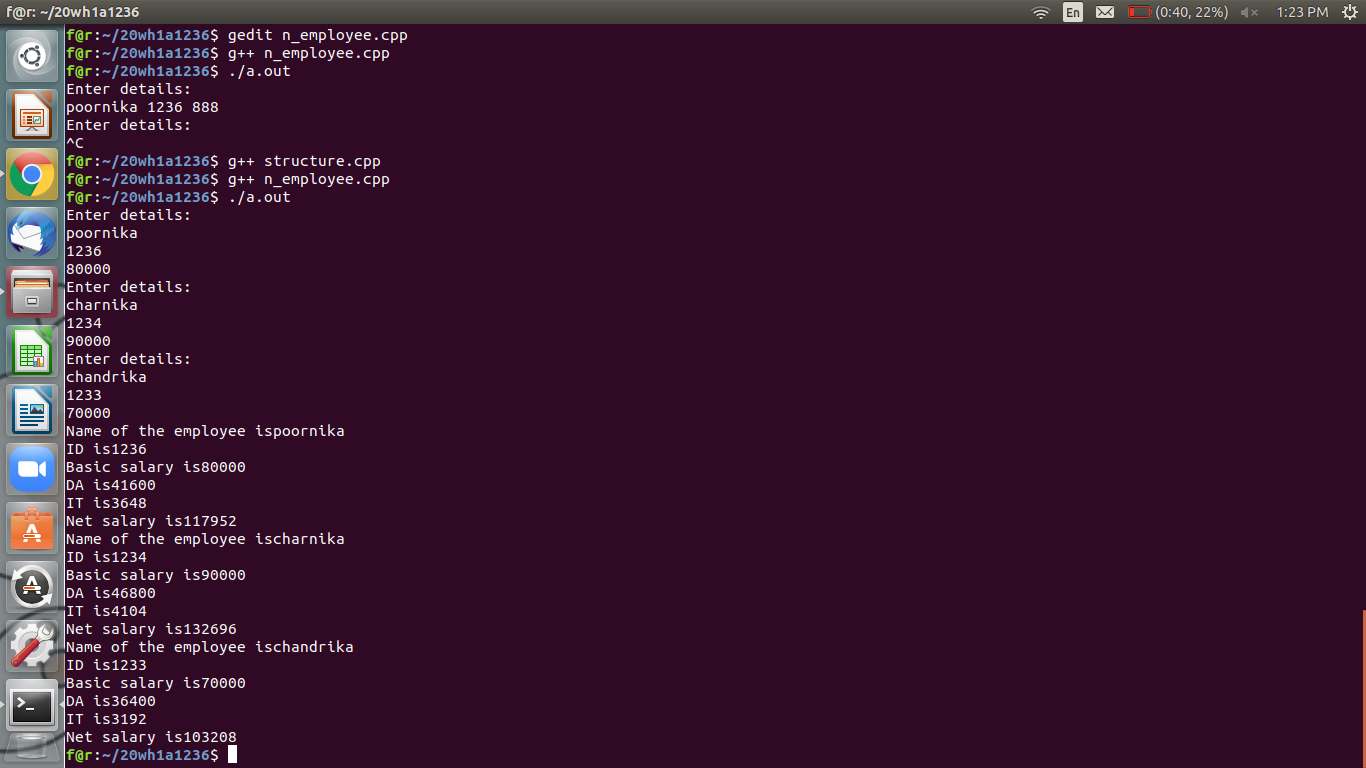 f@r: ~/20wh1a1236
En
(0:40, 22%)
1:23 PM
f@r:~/20wh1a1236$ gedit n_employee.cpp
f@r:~/20wh1a1236$ g++ n_employee.cpp
f@r:~/20wh1a1236$ ./a.out
Enter details:
poornika 1236 888
Enter details:
^C
f@r:~/20wh1a1236$ g++ structure.cpp
f@r:~/20wh1a1236$ g++ n_employee.cpp
f@r:~/20wh1a1236$ ./a.out
Enter details:
poornika
1236
80000
Enter details:
charnika
1234
90000
Enter details:
chandrika
1233
70000
Name of the employee ispoornika
ID is1236
Basic salary is80000
DA is41600
IT is3648
Net salary is117952
Name of the employee ischarnika
ID is1234
Basic salary is90000
DA is46800
IT is4104
Net salary is132696
Name of the employee ischandrika
ID is1233
Basic salary is70000
DA is36400
IT is3192
Net salary is103208
f@r:~/20wh1a1236$